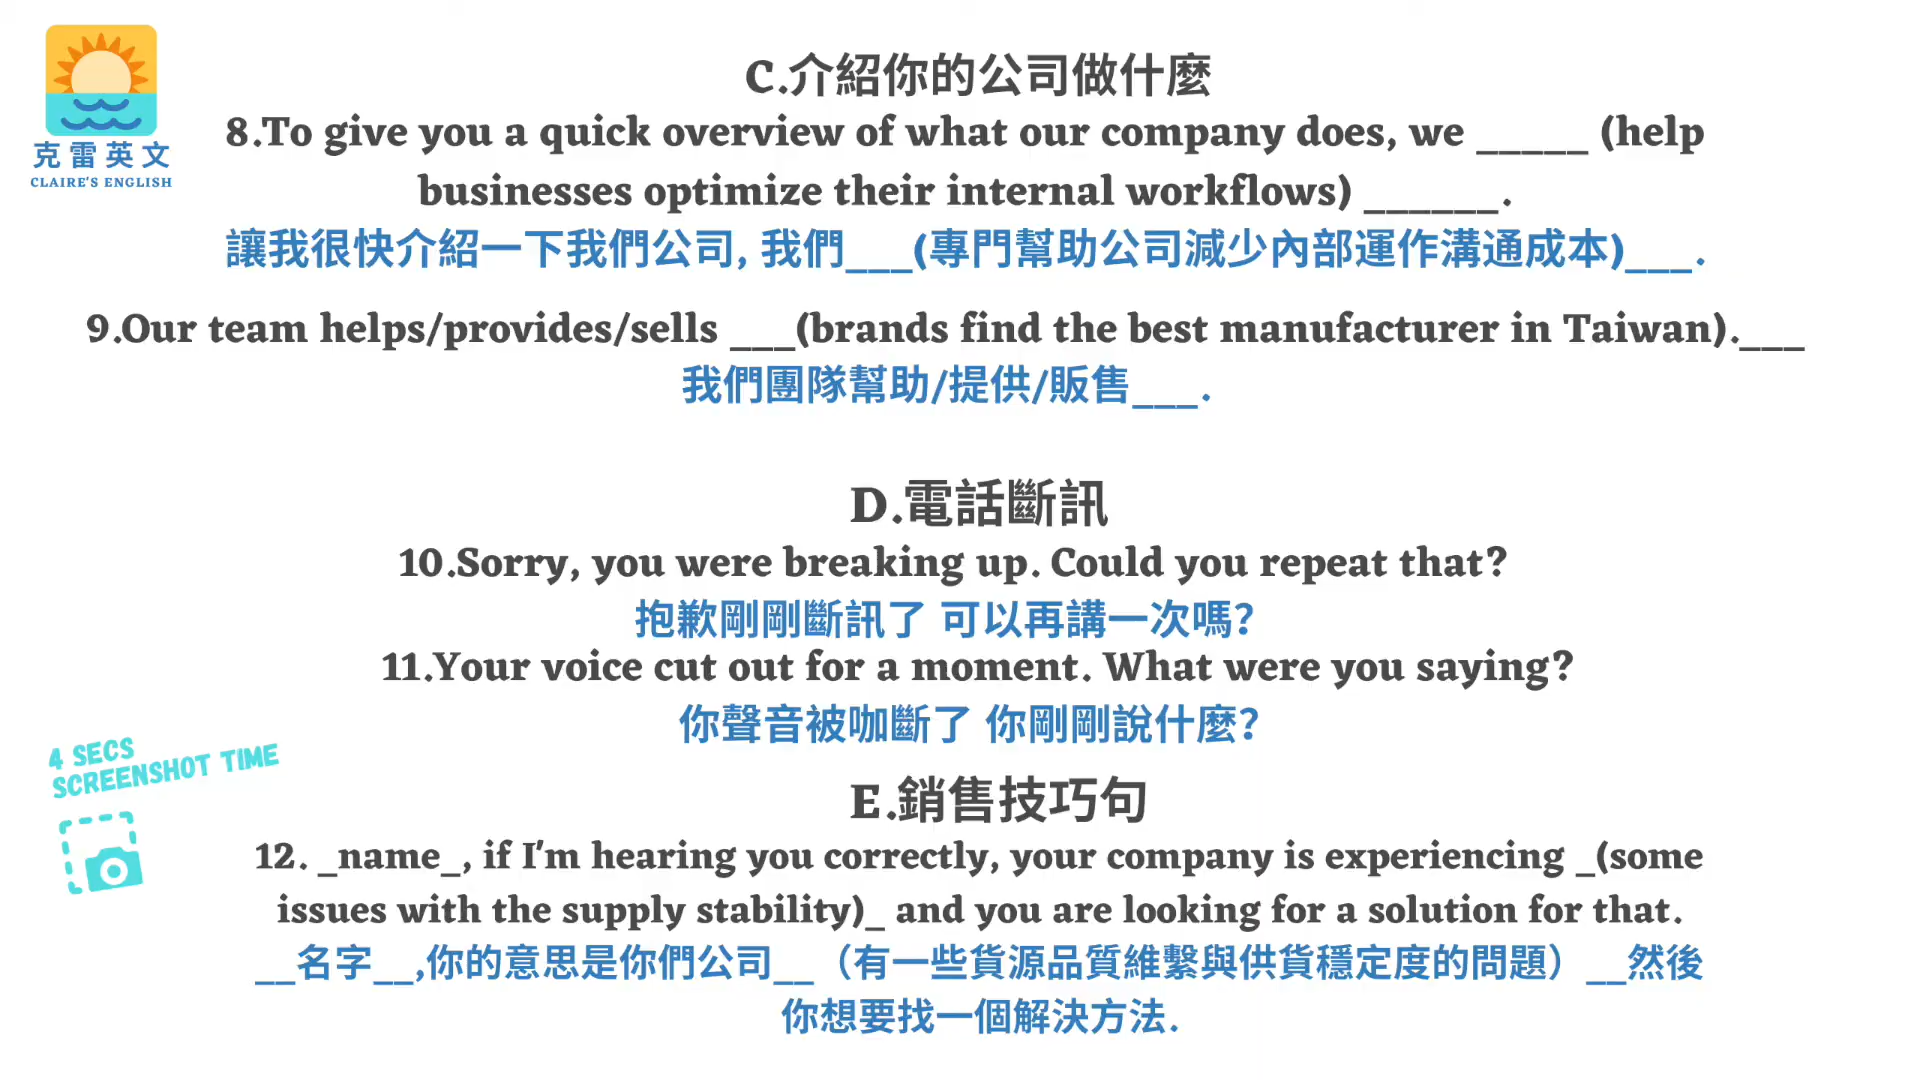 克雷英文
CLAIRE'S ENGLISH
C.介紹你的公司做什麼
8.To give you a quick overview of what our company does, we _____ (help
businesses optimize their internal workflows) ______.
讓我很快介紹一下我們公司, 我們___(專門幫助公司減少內部運作溝通成本)___.
9.Our team helps/provides/sells ___(brands find the best manufacturer in Taiwan).___
我們團隊幫助/提供/販售___.
D.電話斷訊
10.Sorry, you were breaking up. Could you repeat that?
抱歉剛剛斷訊了 可以再講一次嗎?
11.Your voice cut out for a moment. What were you saying?
你聲音被咖斷了 你剛剛說什麼?
4 SECS
SCREENSHOT TIME
E.銷售技巧句
12. _name_, if I'm hearing you correctly, your company is experiencing _(some
issues with the supply stability)_ and you are looking for a solution for that.
__名字__,你的意思是你們公司__（有一些貨源品質維繫與供貨穩定度的問題）__然後
你想要找一個解決方法.